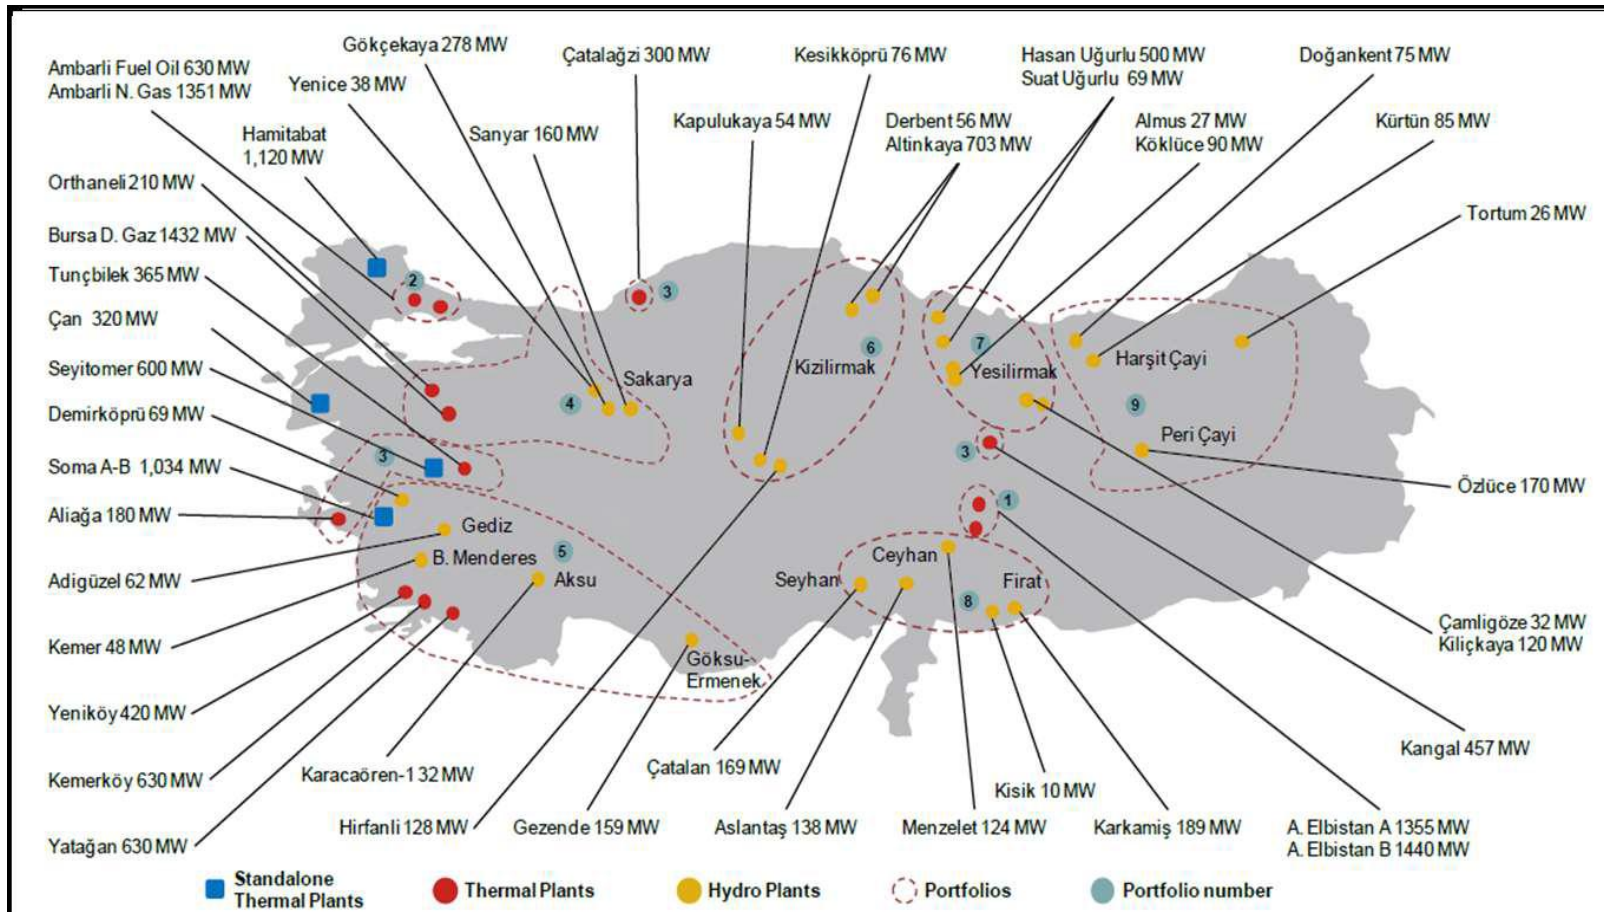 Gökçekaya 278 MW
Çatalağzi 300 MW
Kesikköprü 76 MW
Hasan Uğurlu 500 MW
Suat Uğurlu 69 MW
Doğankent 75 MW
Ambarli Fuel Oil 630 MW
Ambarli N. Gas 1351 MW
Yenice 38 MW
Hamitabat
1,120 MW
Sarıyar 160 MW
Kapulukaya 54 MW
Derbent 56 MW
Altinkaya 703 MW
Almus 27 MW
Köklüce 90 MW
Kürtün 85 MW
Orthaneli 210 MW
Tortum 26 MW
Bursa D. Gaz 1432 MW
Tunçbilek 365 MW
Çan 320 MW
Seyitomer 600 MW
Demirköprü 69 MW
Soma A-B 1,034 MW
Aliağa 180 MW
Adigüzel 62 MW
Kemer 48 MW
Yeniköy 420 MW
Kemerköy 630 MW
Yatağan 630 MW
2
3
6
7
Kizilirmak
Yesilirmak
Harşit Çayi
Sakarya
4
9
Peri Çayi
3
3
1
Özlüce 170 MW
Gediz
B. Menderes
5
Aksu
Ceyhan
Seyhan
Firat
8
Göksu-
Ermenek
Çamligöze 32 MW
Kiliçkaya 120 MW
Kangal 457 MW
Karacaören-1 32 MW
Çatalan 169 MW
Kisik 10 MW
Hirfanli 128 MW
Gezende 159 MW
Aslantaş 138 MW
Menzelet 124 MW
Karkamiş 189 MW
A. Elbistan A 1355 MW
A. Elbistan B 1440 MW
Standalone
Thermal Plants
Thermal Plants
Hydro Plants
Portfolios
Portfolio number